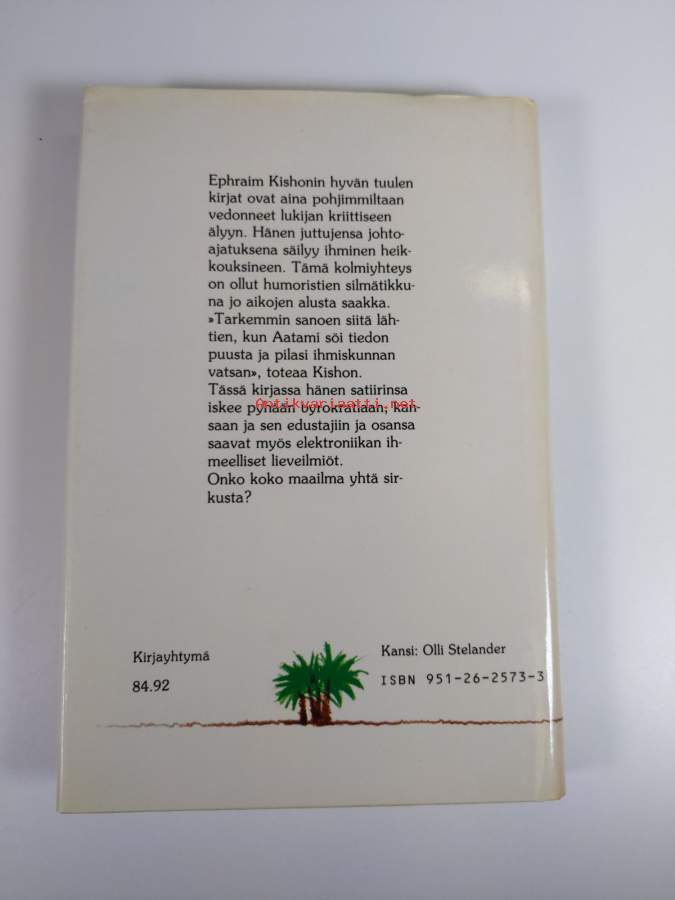 Ephraim Kishonin hyvän tuulen
kirjat ovat aina pohjimmiltaan
vedonneet lukijan kriittiseen
älyyn. Hänen juttujensa johto-
ajatuksena säilyy ihminen heik-
kouksineen. Tämä kolmiyhteys
on ollut humoristien silmätikku-
na jo aikojen alusta saakka.
»Tarkemmin sanoen siitä läh-
tien, kun Aatami söi tiedon
puusta ja pilasi ihmiskunnan
vatsan», toteaa Kishon.
Tässä kirjassa hänen satiirinsa
Antikvariaatti.net
iskee pyhään byrokratiaan, kan-
saan ja sen edustajiin ja osansa
saavat myös elektroniikan ih-
meelliset lieveilmiöt.
Onko koko maailma yhtä sir-
kusta?
Kirjayhtymä
84.92
Kansi: Olli Stelander
ISBN 951-26-2573-3